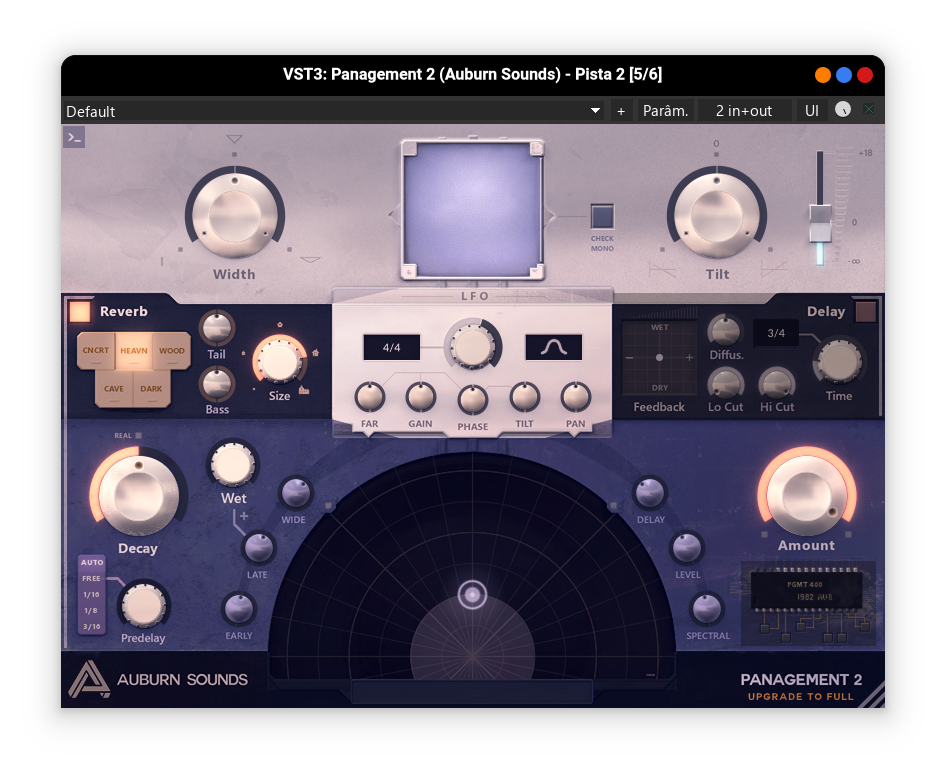 VST3: Panagement 2 (Auburn Sounds) - Pista 2 [5/6]
Default
+
Parâm.
2 in+out
UI
>_
0
+18
0
-∞
CHECK
MONO
Width
Tilt
LFO
Reverb
Delay
CNCRT
HEAVN
WOOD
CAVE
DARK
Tail
Bass
Size
4/4
FAR
GAIN
PHASE
TILT
PAN
WET
DRY
Feedback
Diffus.
3/4
Lo Cut
Hi Cut
Time
REAL
Decay
Wet
+
WIDE
LATE
EARLY
AUTO
FREE
1/16
1/8
3/16
Predelay
DELAY
LEVEL
SPECTRAL
Amount
PGMT 400
1982 AUB
AUBURN SOUNDS
PANAGEMENT 2
UPGRADE TO FULL